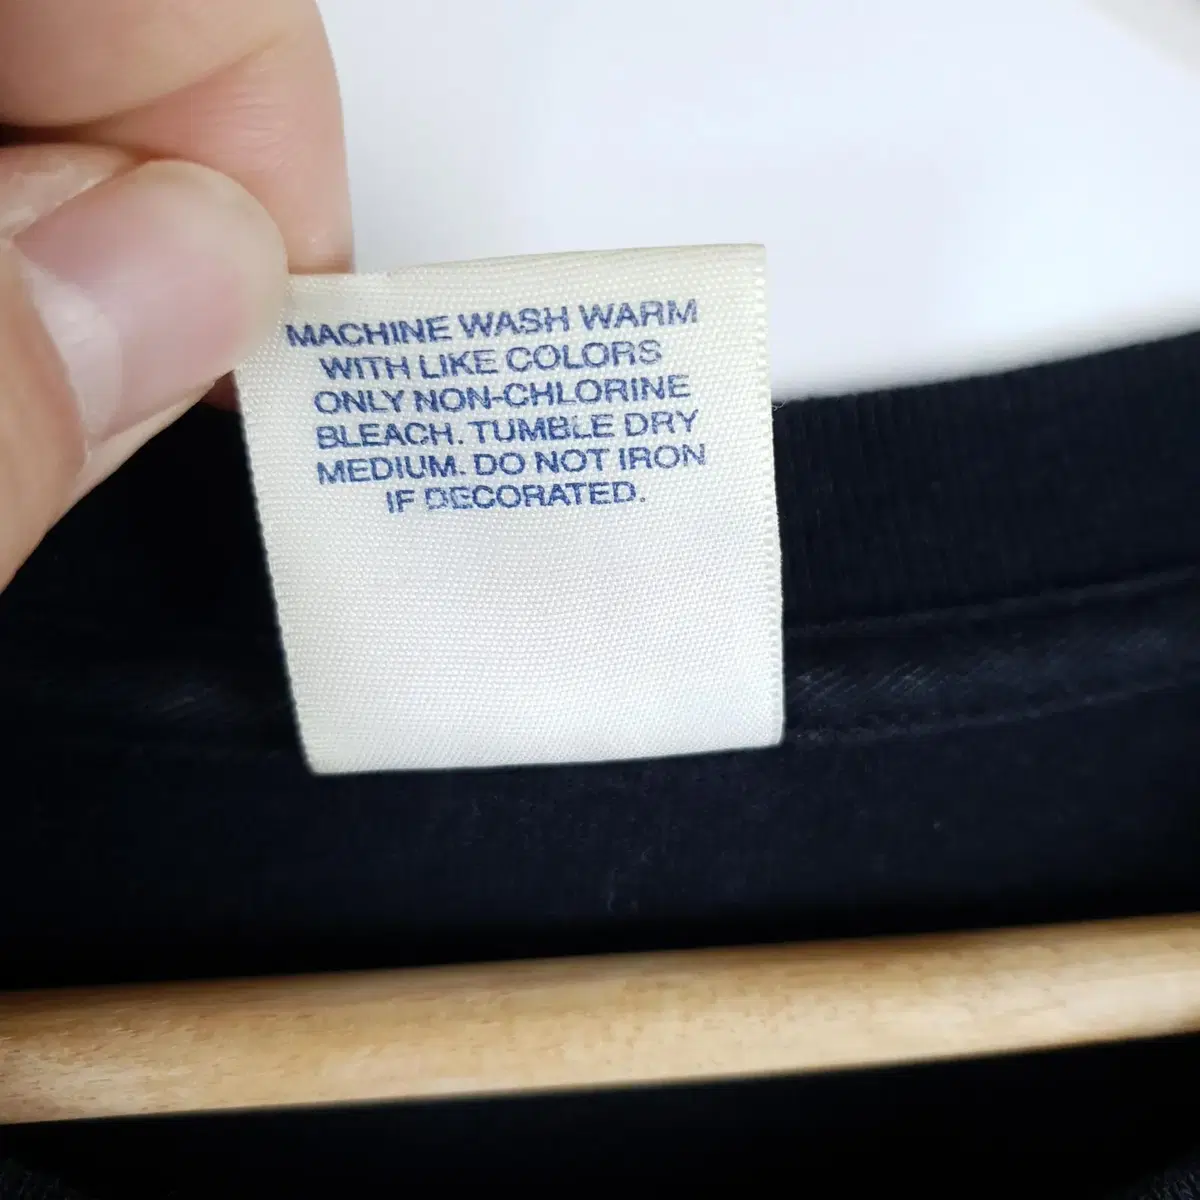 MACHINE WASH WARM
WITH LIKE COLORS
ONLY NON-CHLORINE
BLEACH. TUMBLE DRY
MEDIUM. DO NOT IRON
IF DECORATED.